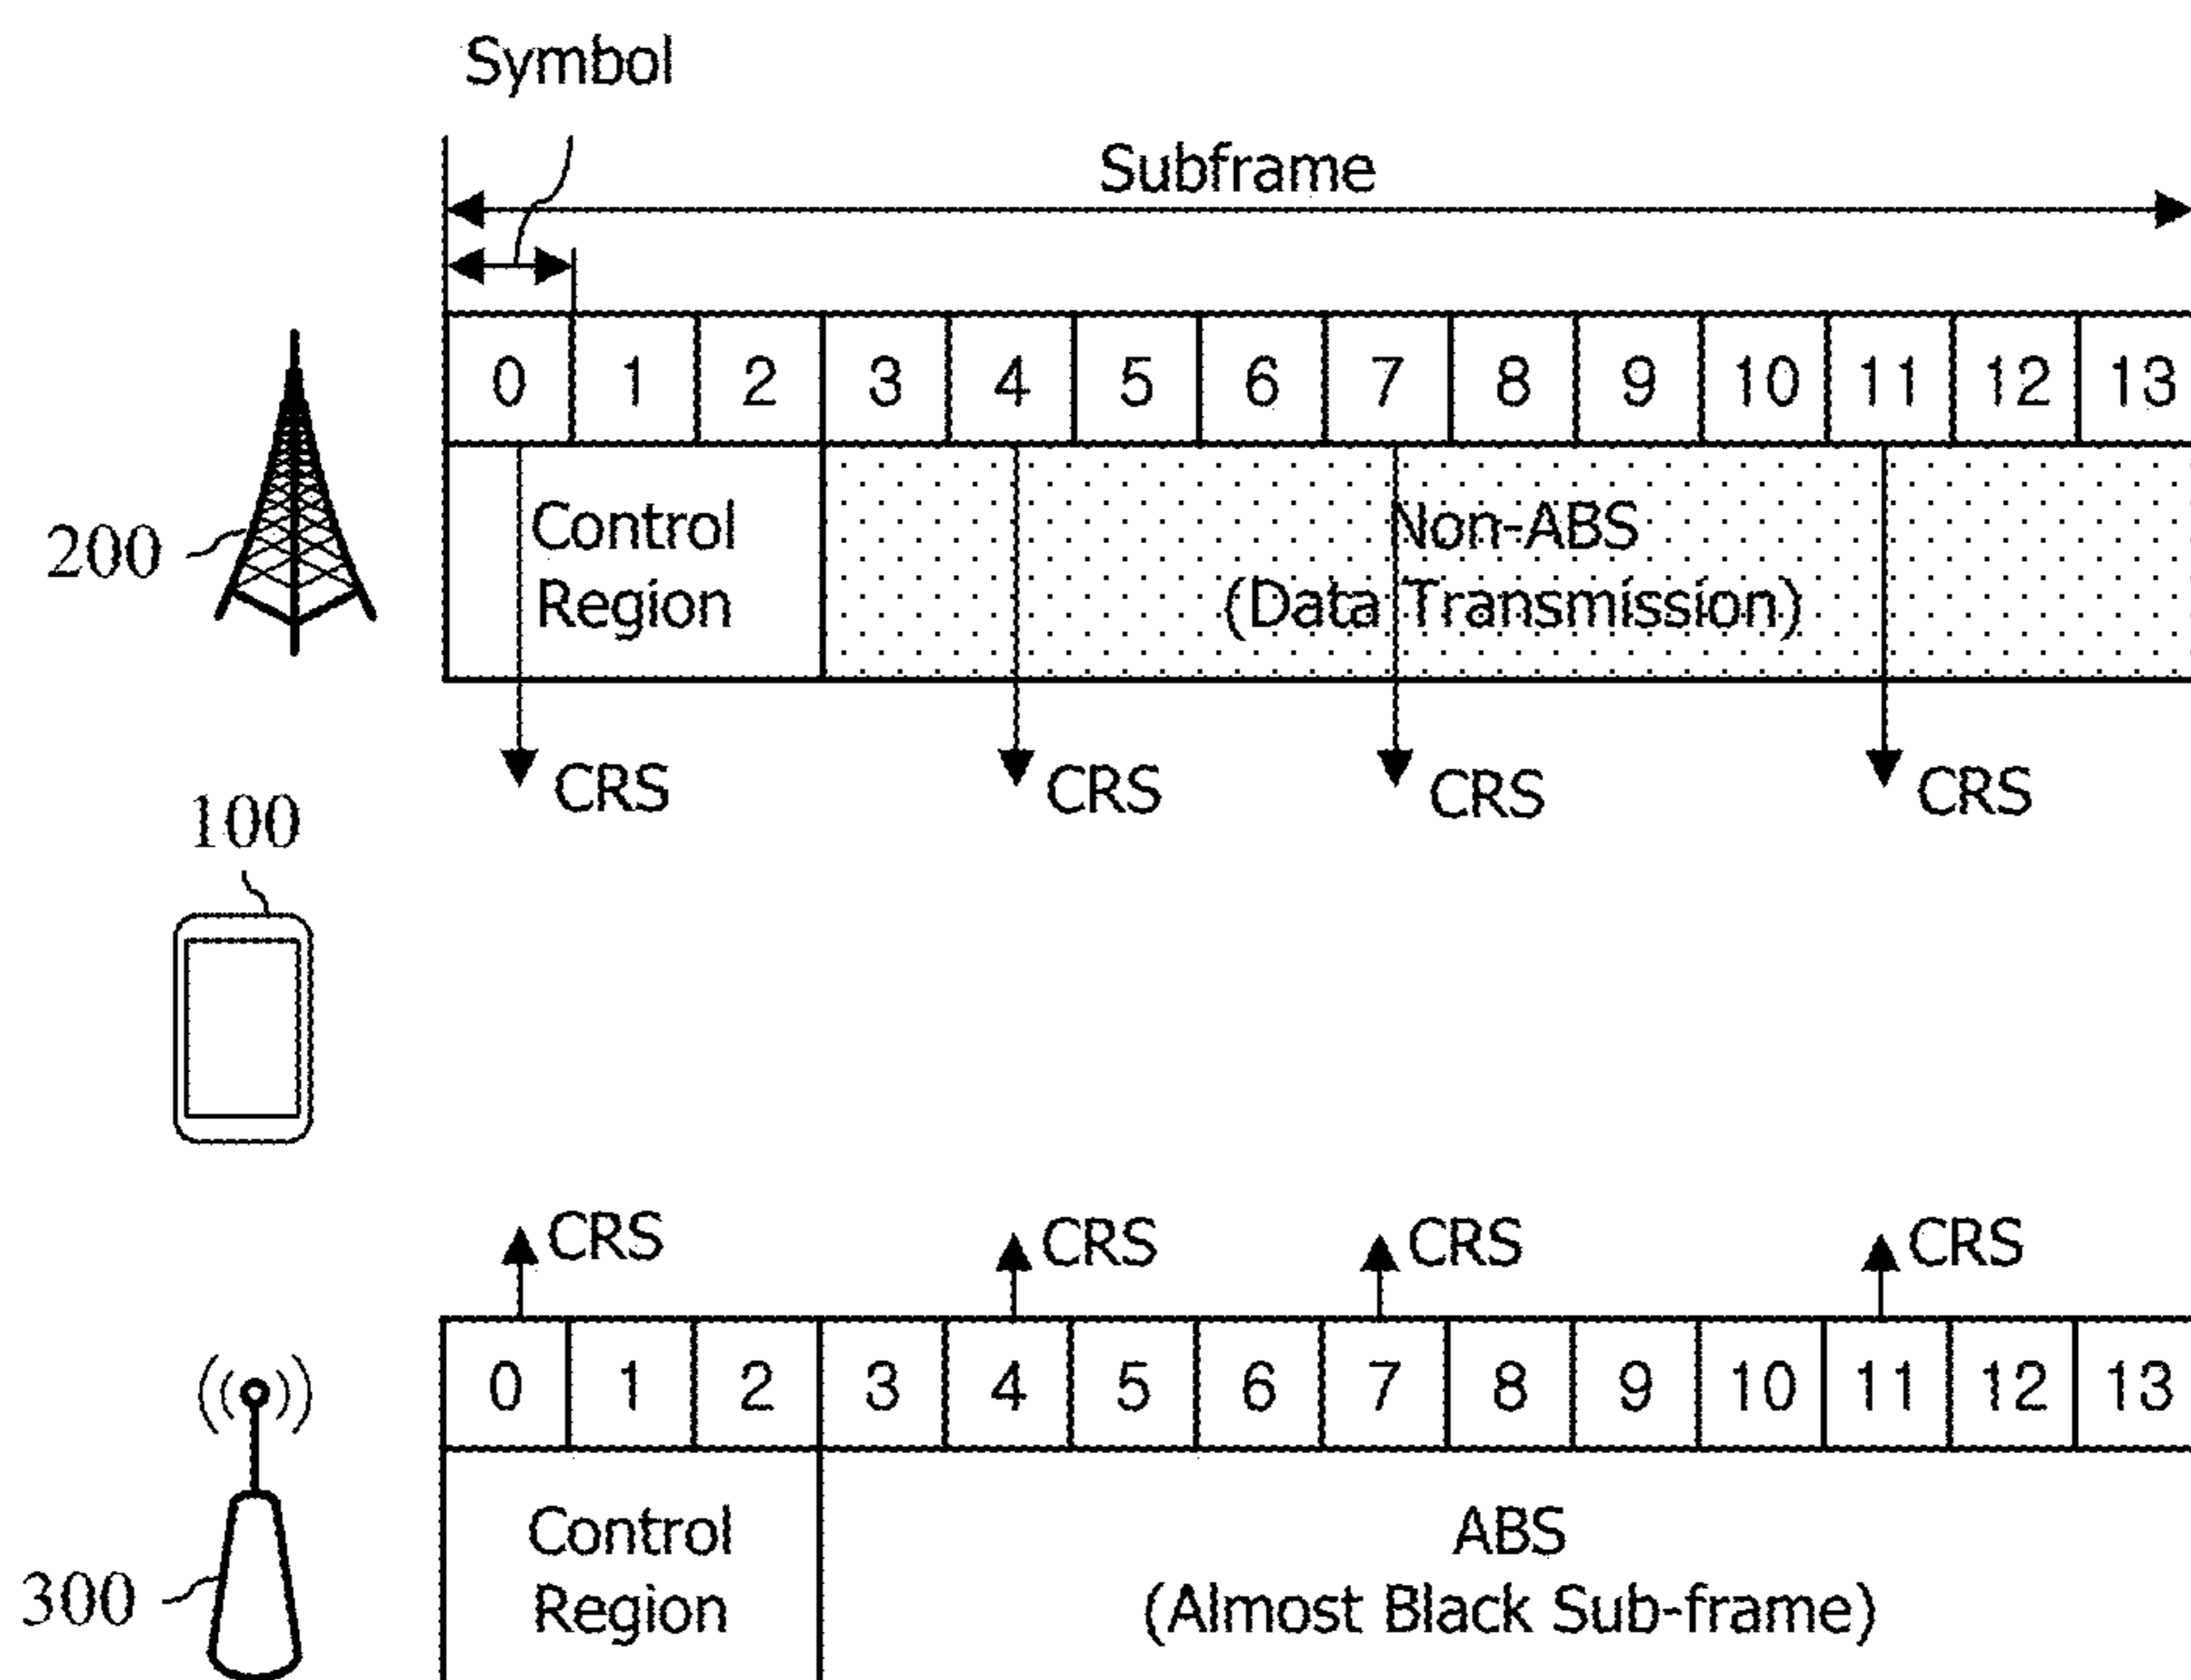 Symbol
Subframe
0 1 2 3 4 5 6 7 8 9 10 11 12 13
200
Control
Region
Non-ABS
(Data Transmission)
CRS CRS CRS CRS
100
CRS CRS CRS CRS
0 1 2 3 4 5 6 7 8 9 10 11 12 13
300
Control
Region
ABS
(Almost Black Sub-frame)